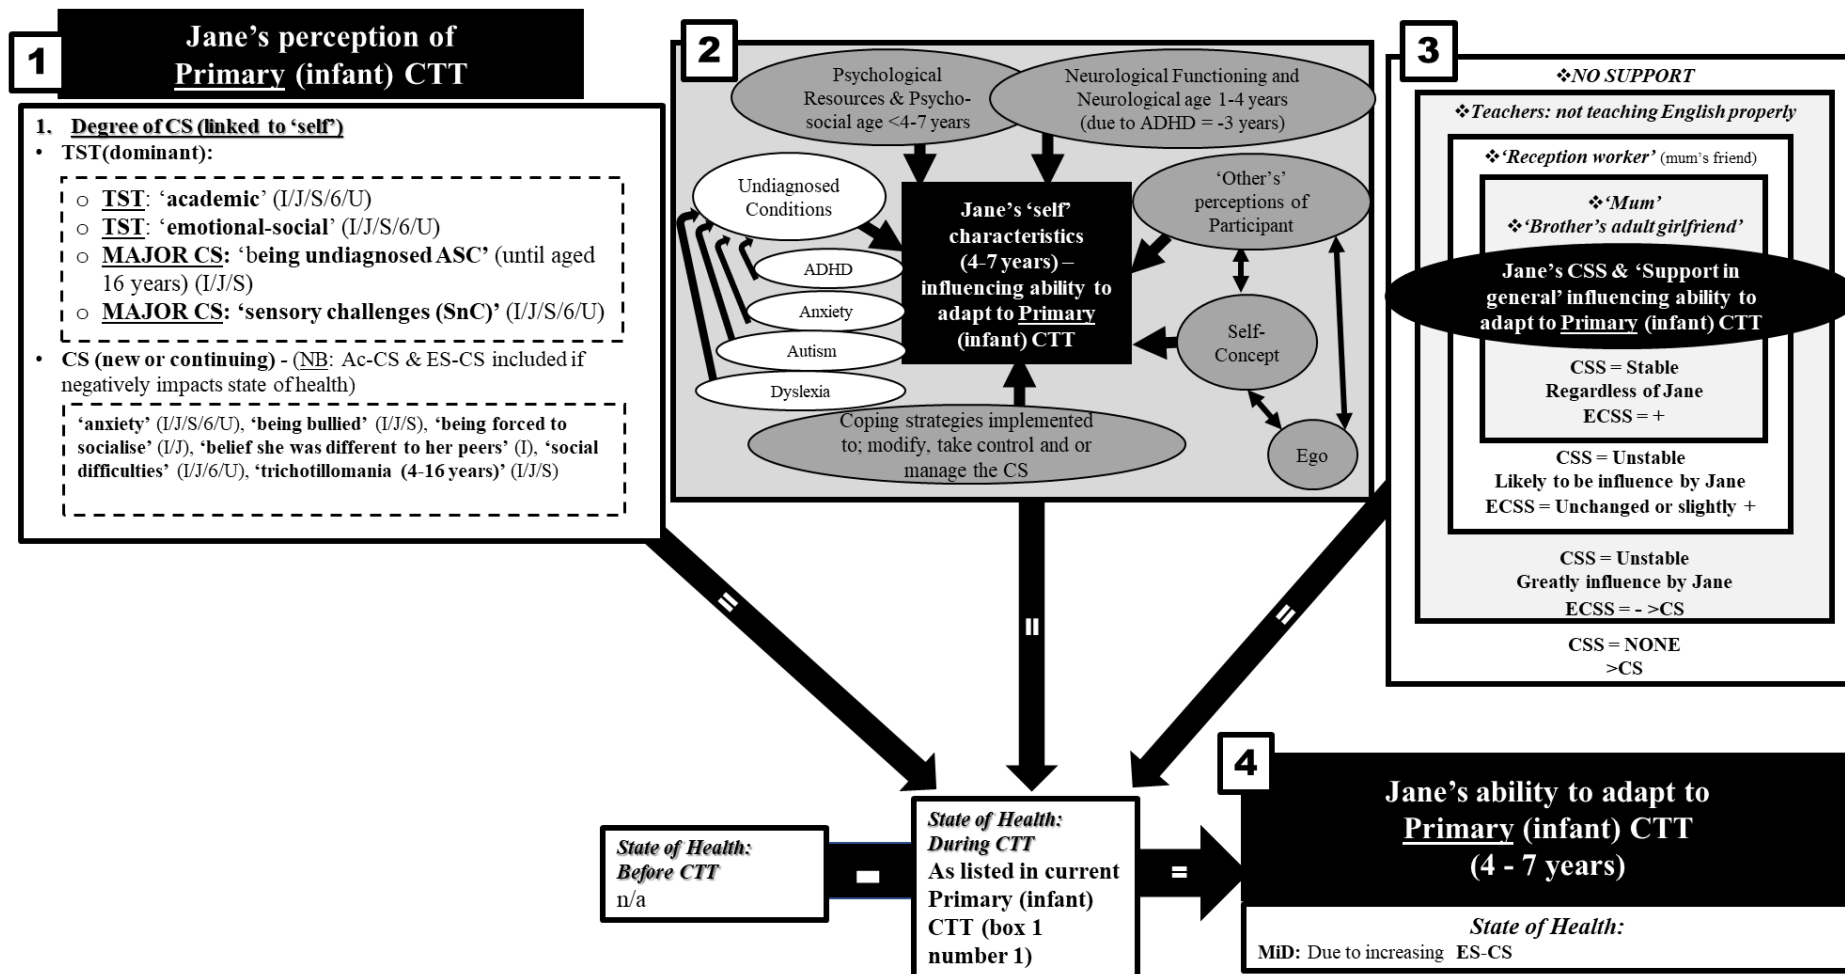 1
Jane’s perception of
Primary (infant) CTT
1. Degree of CS (linked to ‘self’)
• TST(dominant):
o TST: ‘academic’ (I/J/S/6/U)
o TST: ‘emotional-social’ (I/J/S/6/U)
o MAJOR CS: ‘being undiagnosed ASC’ (until aged
16 years) (I/J/S)
o MAJOR CS: ‘sensory challenges (SnC)’ (I/J/S/6/U)
• CS (new or continuing) - (NB: Ac-CS & ES-CS included if
negatively impacts state of health)
‘anxiety’ (I/J/S/6/U), ‘being bullied’ (I/J/S), ‘being forced to
socialise’ (I/J), ‘belief she was different to her peers’ (I), ‘social
difficulties’ (I/J/6/U), ‘trichotillomania (4-16 years)’ (I/J/S)
2
Psychological
Resources & Psycho-
social age <4-7 years
Neurological Functioning and
Neurological age 1-4 years
(due to ADHD = -3 years)
Undiagnosed
Conditions
ADHD
Anxiety
Autism
Dyslexia
Jane’s ‘self’
characteristics
(4-7 years) –
influencing ability to
adapt to Primary
(infant) CTT
‘Other’s’
perceptions of
Participant
Self-
Concept
Ego
Coping strategies implemented
to; modify, take control and or
manage the CS
3
❖NO SUPPORT
❖Teachers: not teaching English properly
❖‘Reception worker’ (mum’s friend)
❖‘Mum’
❖‘Brother’s adult girlfriend’
Jane’s CSS & ‘Support in
general’ influencing ability to
adapt to Primary (infant) CTT
CSS = Stable
Regardless of Jane
ECSS = +
CSS = Unstable
Likely to be influence by Jane
ECSS = Unchanged or slightly +
CSS = Unstable
Greatly influence by Jane
ECSS = - >CS
CSS = NONE
>CS
=
=
=
State of Health:
Before CTT
n/a
-
State of Health:
During CTT
As listed in current
Primary (infant)
CTT (box 1
number 1)
=
4
Jane’s ability to adapt to
Primary (infant) CTT
(4 - 7 years)
State of Health:
MiD: Due to increasing ES-CS